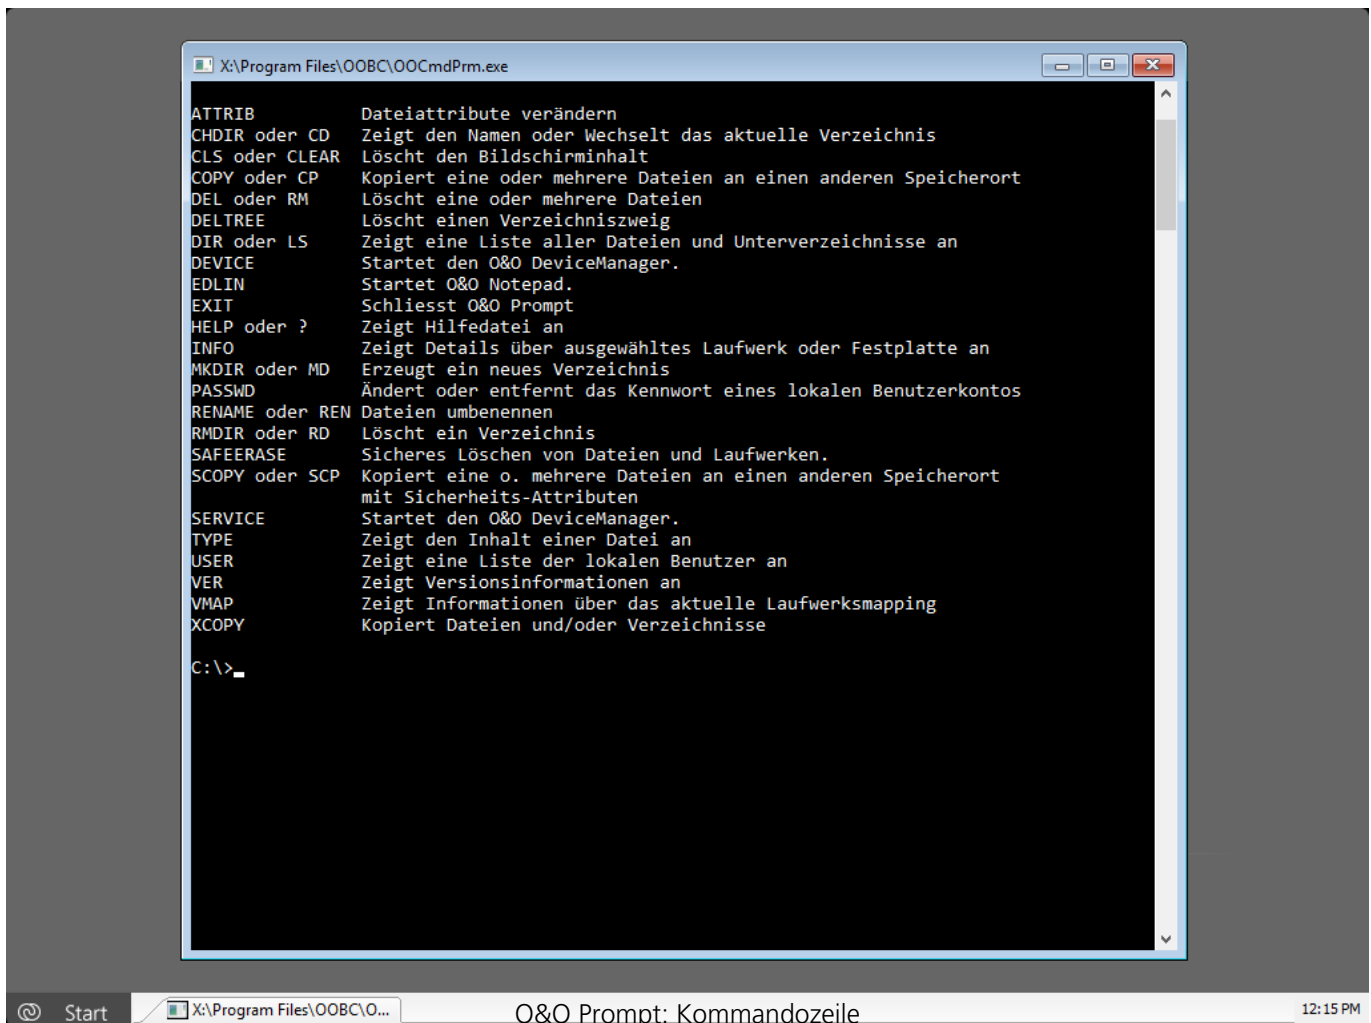 X:\Program Files\OOBC\OOCmdPrm.exe
ATTRIB Dateiattribute verändern
CHDIR oder CD Zeigt den Namen oder Wechselt das aktuelle Verzeichnis
CLS oder CLEAR Löscht den Bildschirminhalt
COPY oder CP Kopiert eine oder mehrere Dateien an einen anderen Speicherort
DEL oder RM Löscht eine oder mehrere Dateien
DELTREE Löscht einen Verzeichniszweig
DIR oder LS Zeigt eine Liste aller Dateien und Unterverzeichnisse an
DEVICE Startet den O&O DeviceManager.
EDLIN Startet O&O Notepad.
EXIT Schliesst O&O Prompt
HELP oder ? Zeigt Hilfedatei an
INFO Zeigt Details über ausgewähltes Laufwerk oder Festplatte an
MKDIR oder MD Erzeugt ein neues Verzeichnis
PASSWD Ändert oder entfernt das Kennwort eines lokalen Benutzerkontos
RENAME oder REN Dateien umbenennen
RMDIR oder RD Löscht ein Verzeichnis
SAFEERASE Sicheres Löschen von Dateien und Laufwerken.
SCOPY oder SCP Kopiert eine o. mehrere Dateien an einen anderen Speicherort
mit Sicherheits-Attributen
SERVICE Startet den O&O DeviceManager.
TYPE Zeigt den Inhalt einer Datei an
USER Zeigt eine Liste der lokalen Benutzer an
VER Zeigt Versionsinformationen an
VMAP Zeigt Informationen über das aktuelle Laufwerksmapping
XCOPY Kopiert Dateien und/oder Verzeichnisse
C:\>_
Start X:\Program Files\OOBC\O... O&O Prompt: Kommandozeile 12:15 PM